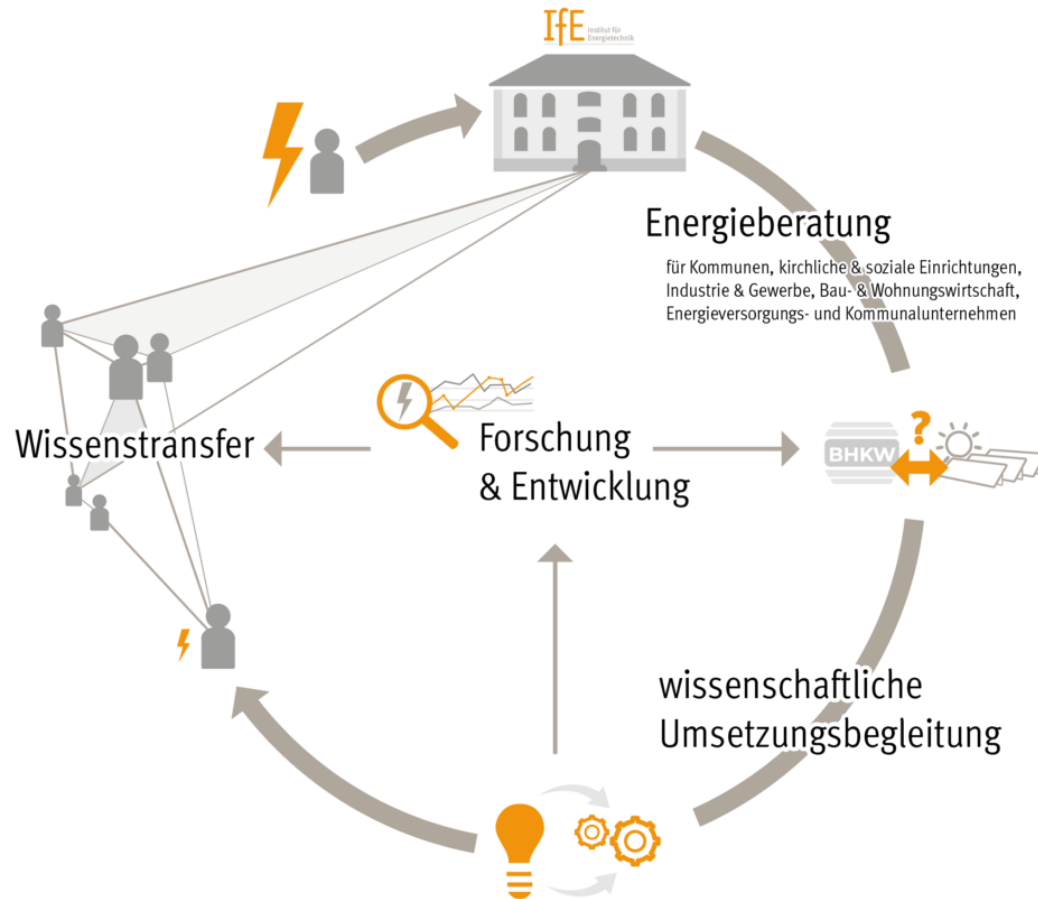 IfE Institut für
Energietechnik
Energieberatung
für Kommunen, kirchliche & soziale Einrichtungen,
Industrie & Gewerbe, Bau- & Wohnungswirtschaft,
Energieversorgungs- und Kommunalunternehmen
Wissenstransfer
Forschung
& Entwicklung
BHKW
?
wissenschaftliche
Umsetzungsbegleitung